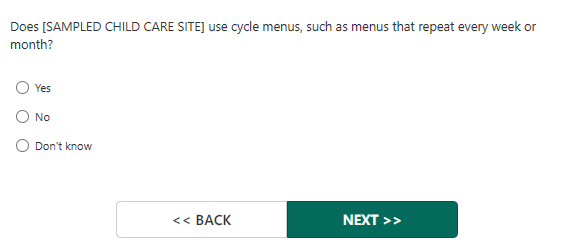 Does [SAMPLED CHILD CARE SITE] use cycle menus, such as menus that repeat every week or
month?
Yes
No
Don't know
<< BACK
NEXT >>